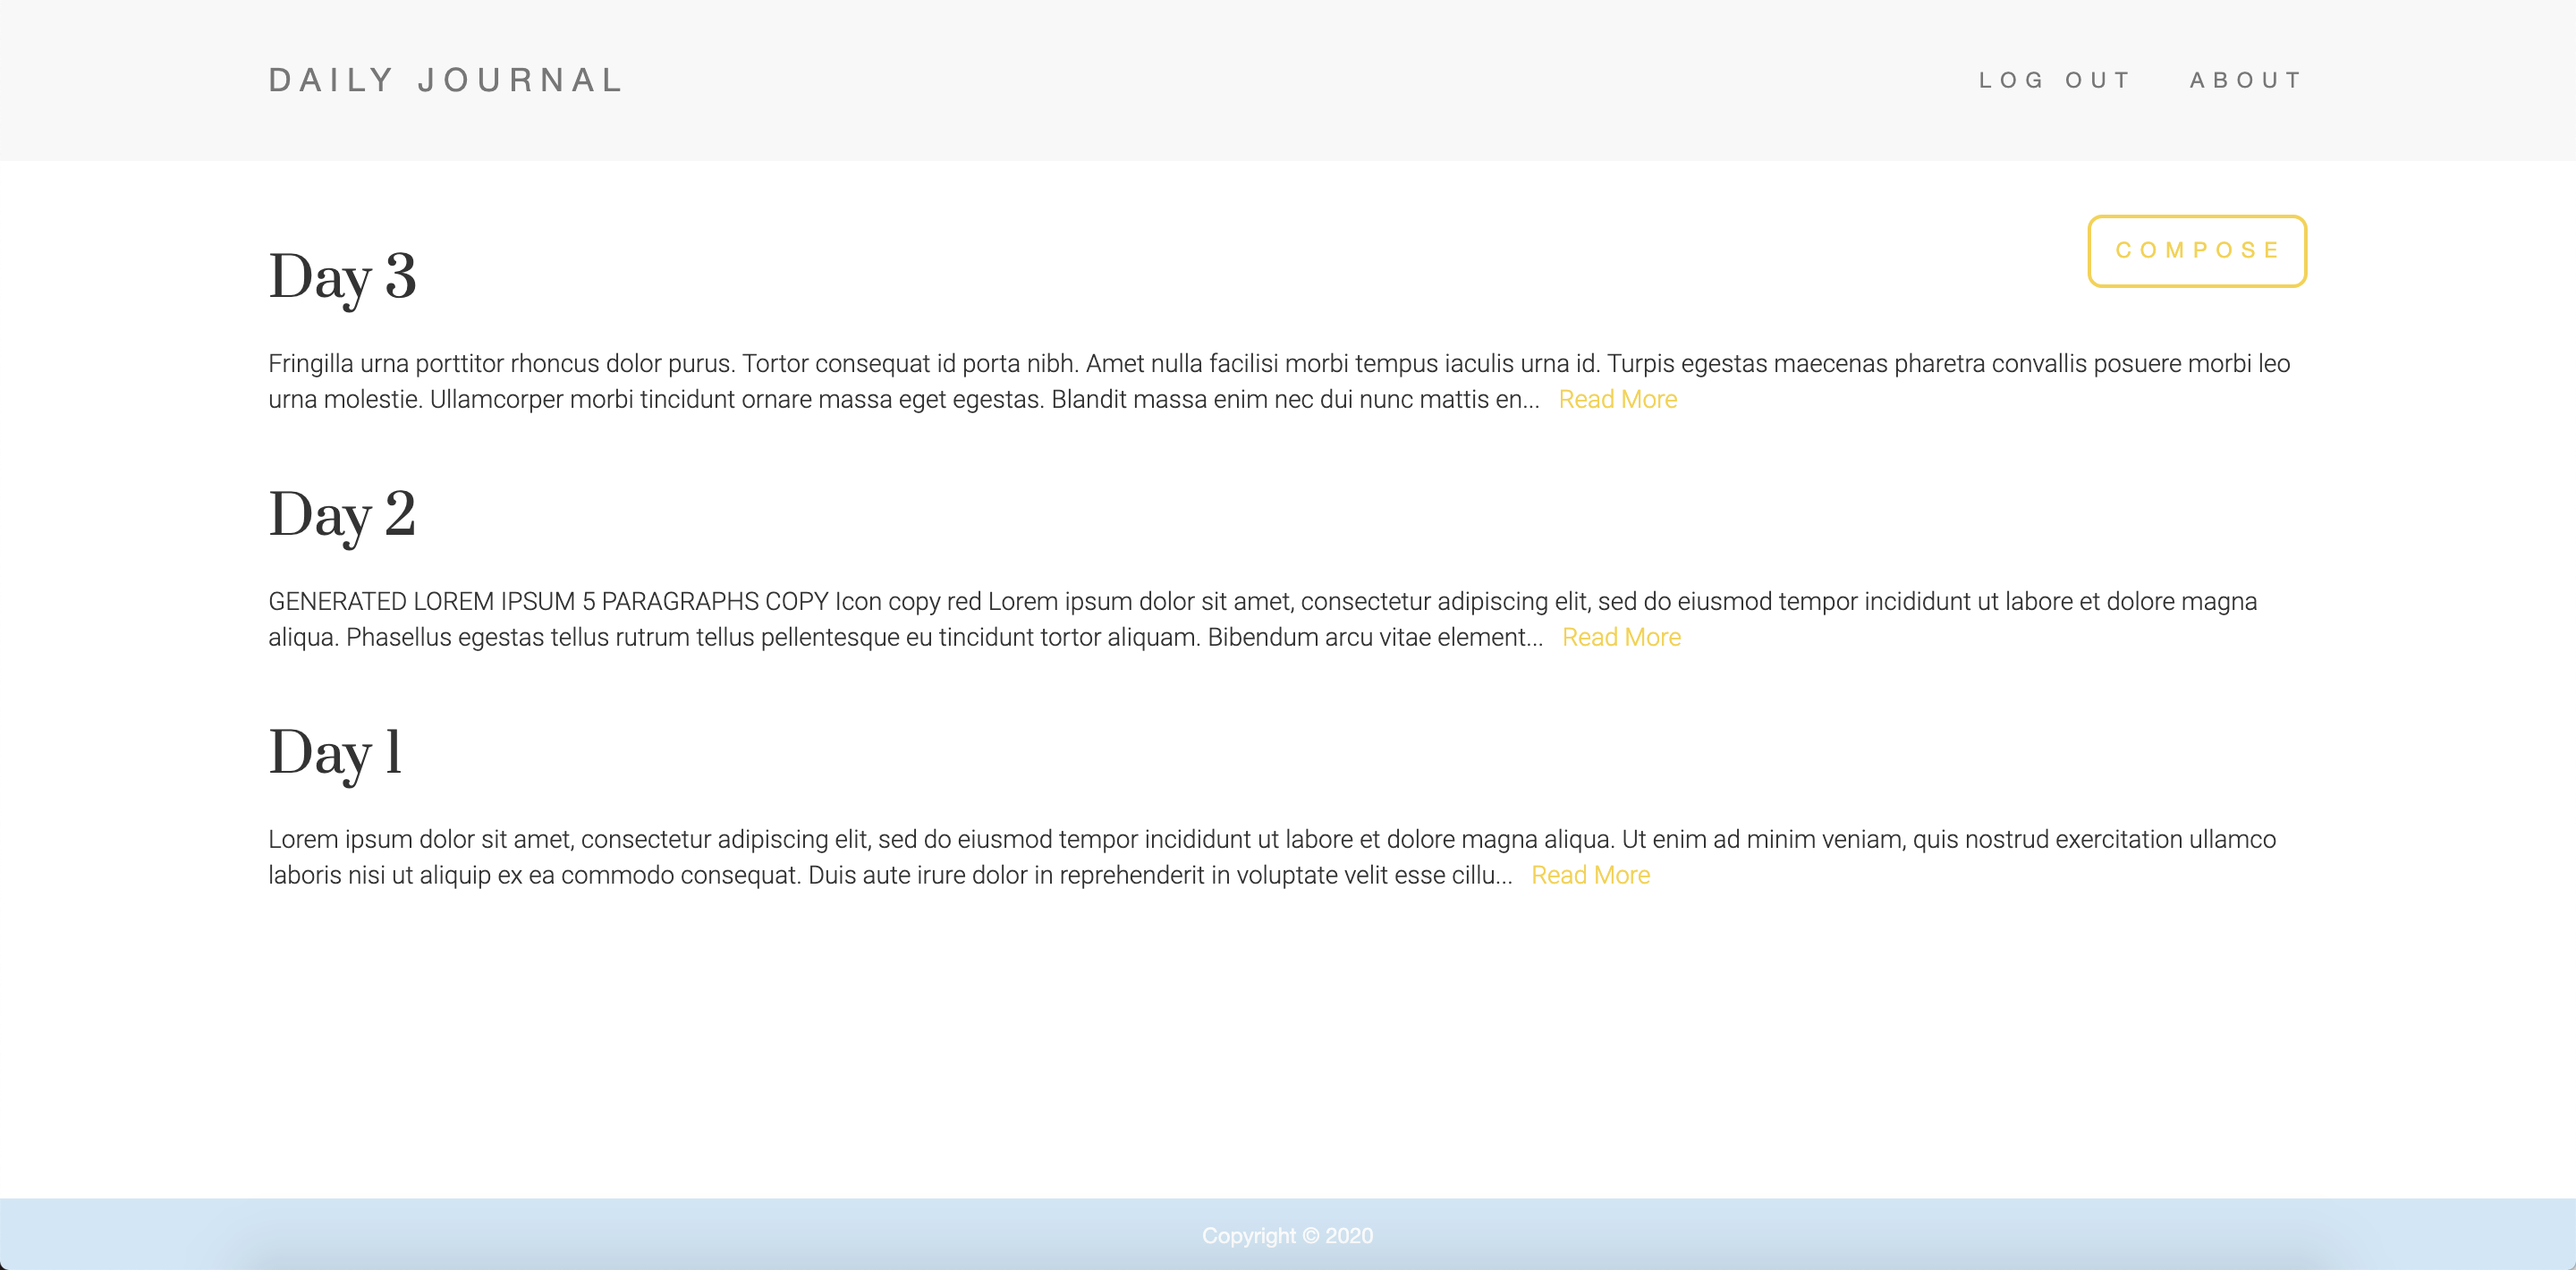 DAILY JOURNAL
LOG OUT ABOUT
COMPOSE
Day 3
Fringilla urna porttitor rhoncus dolor purus. Tortor consequat id porta nibh. Amet nulla facilisi morbi tempus iaculis urna id. Turpis egestas maecenas pharetra convallis posuere morbi leo
urna molestie. Ullamcorper morbi tincidunt ornare massa eget egestas. Blandit massa enim nec dui nunc mattis en... Read More
Day 2
GENERATED LOREM IPSUM 5 PARAGRAPHS COPY Icon copy red Lorem ipsum dolor sit amet, consectetur adipiscing elit, sed do eiusmod tempor incididunt ut labore et dolore magna
aliqua. Phasellus egestas tellus rutrum tellus pellentesque eu tincidunt tortor aliquam. Bibendum arcu vitae element... Read More
Day 1
Lorem ipsum dolor sit amet, consectetur adipiscing elit, sed do eiusmod tempor incididunt ut labore et dolore magna aliqua. Ut enim ad minim veniam, quis nostrud exercitation ullamco
laboris nisi ut aliquip ex ea commodo consequat. Duis aute irure dolor in reprehenderit in voluptate velit esse cillu... Read More
Copyright © 2020